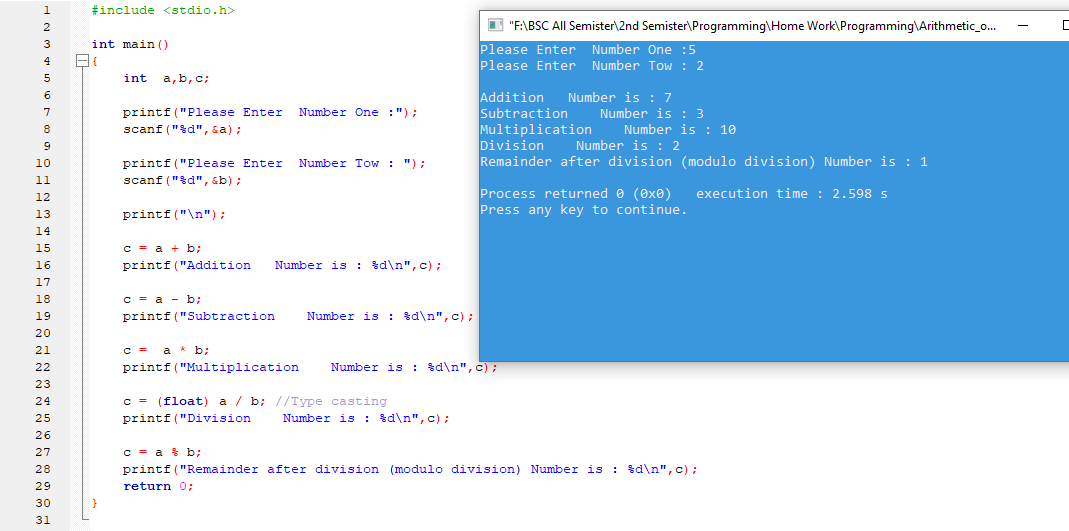 1 #include <stdio.h>
2
3 int main()
4 {
5 int  a,b,c;
6
7 printf("Please Enter  Number One :");
8 scanf("%d",&a);
9
10 printf("Please Enter  Number Tow : ");
11 scanf("%d",&b);
12
13 printf("\n");
14
15 c = a + b;
16 printf("Addition   Number is : %d\n",c);
17
18 c = a - b;
19 printf("Subtraction    Number is : %d\n",c);
20
21 c =  a * b;
22 printf("Multiplication    Number is : %d\n",c);
23
24 c = (float) a / b; //Type casting
25 printf("Division    Number is : %d\n",c);
26
27 c = a % b;
28 printf("Remainder after division (modulo division) Number is : %d\n",c);
29 return 0;
30 }
31
"F:\BSC All Semister\2nd Semister\Programming\Home Work\Programming\Arithmetic_o...
Please Enter  Number One :5
Please Enter  Number Tow : 2
Addition   Number is : 7
Subtraction    Number is : 3
Multiplication    Number is : 10
Division    Number is : 2
Remainder after division (modulo division) Number is : 1
Process returned 0 (0x0)   execution time : 2.598 s
Press any key to continue.